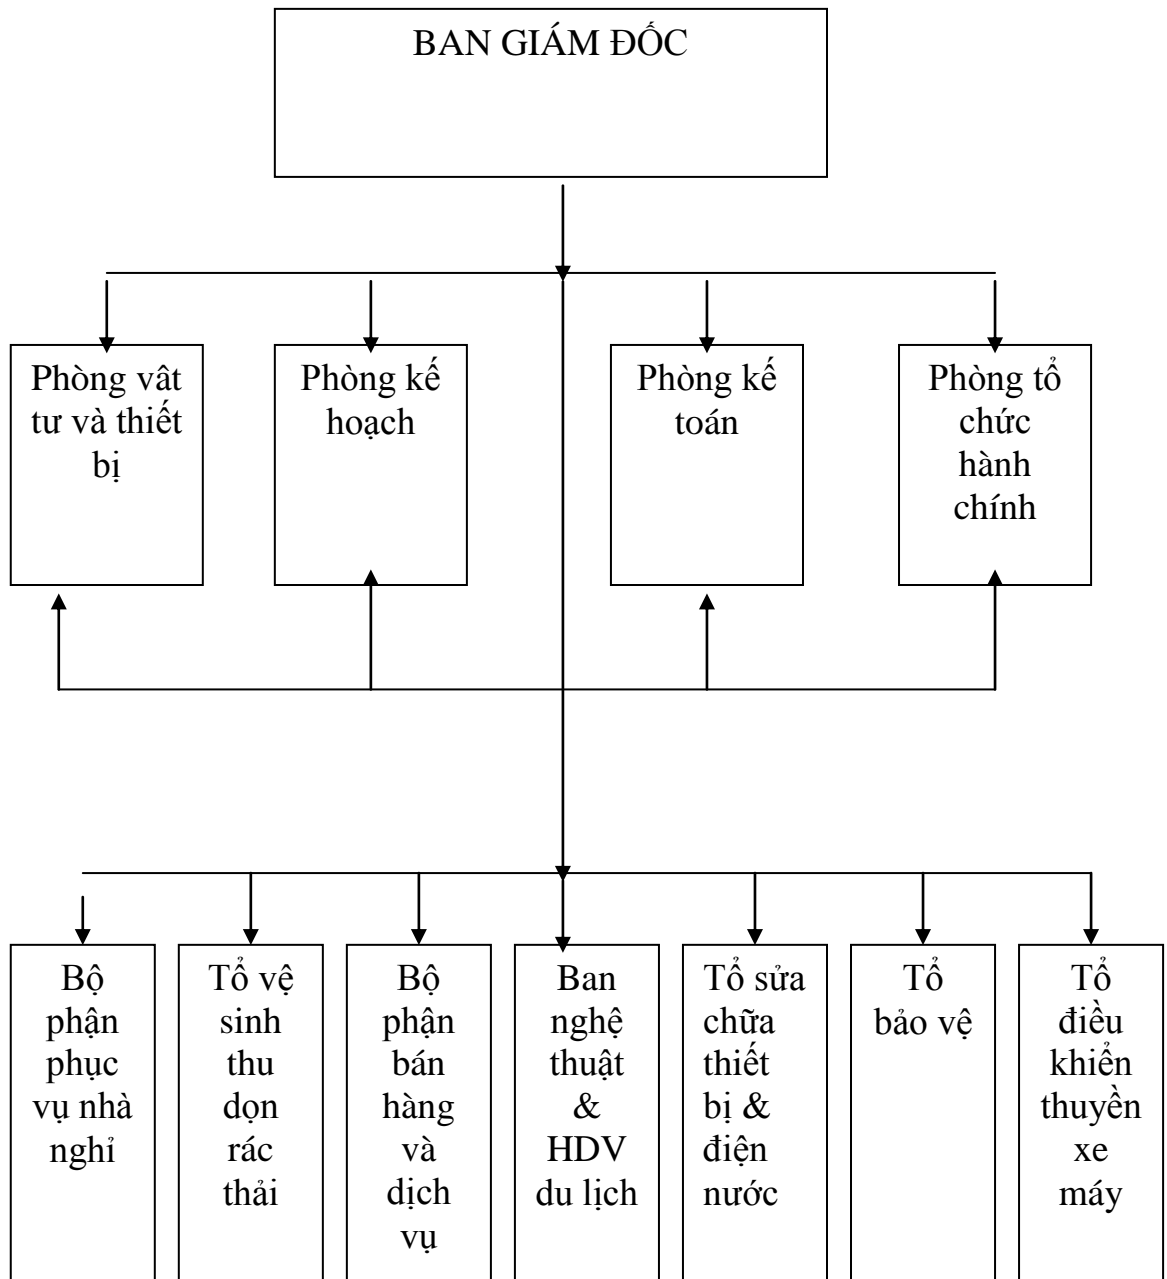 BAN GIÁM ĐỐC
Phòng vât
tư và thiết
bị
Phòng kế
hoạch
Phòng kế
toán
Phòng tổ
chức
hành
chính
Bộ
phận
phục
vụ nhà
nghỉ
Tổ vệ
sinh
thu
dọn
rác
thải
Bộ
phận
bán
hàng
và
dịch
vụ
Ban
nghệ
thuật
&
HDV
du lịch
Tổ sửa
chữa
thiết
bị &
điện
nước
Tổ
bảo vệ
Tổ
điều
khiển
thuyền
xe
máy